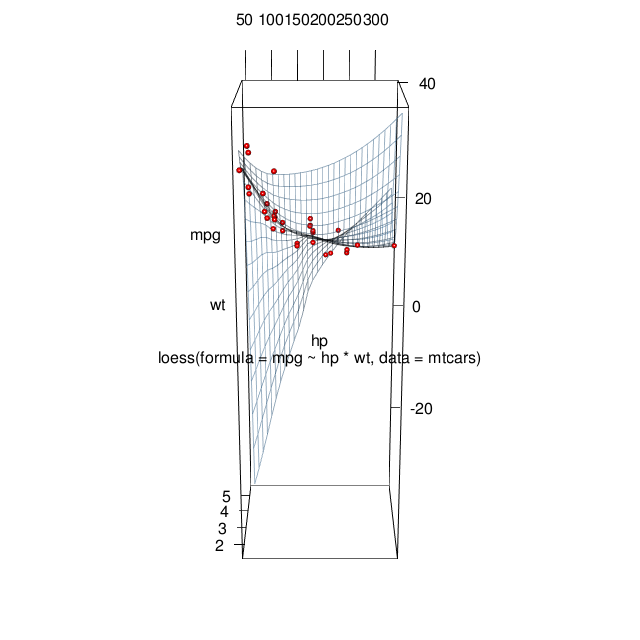 50 100150200250300
40
20
mpg
wt
0
hp
loess(formula = mpg ~ hp * wt, data = mtcars)
-20
5
4
3
2